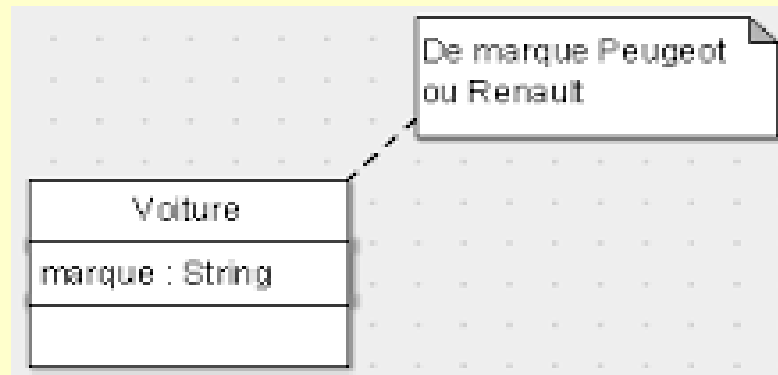 De marque Peugeot
ou Renault
Voiture
marque : String